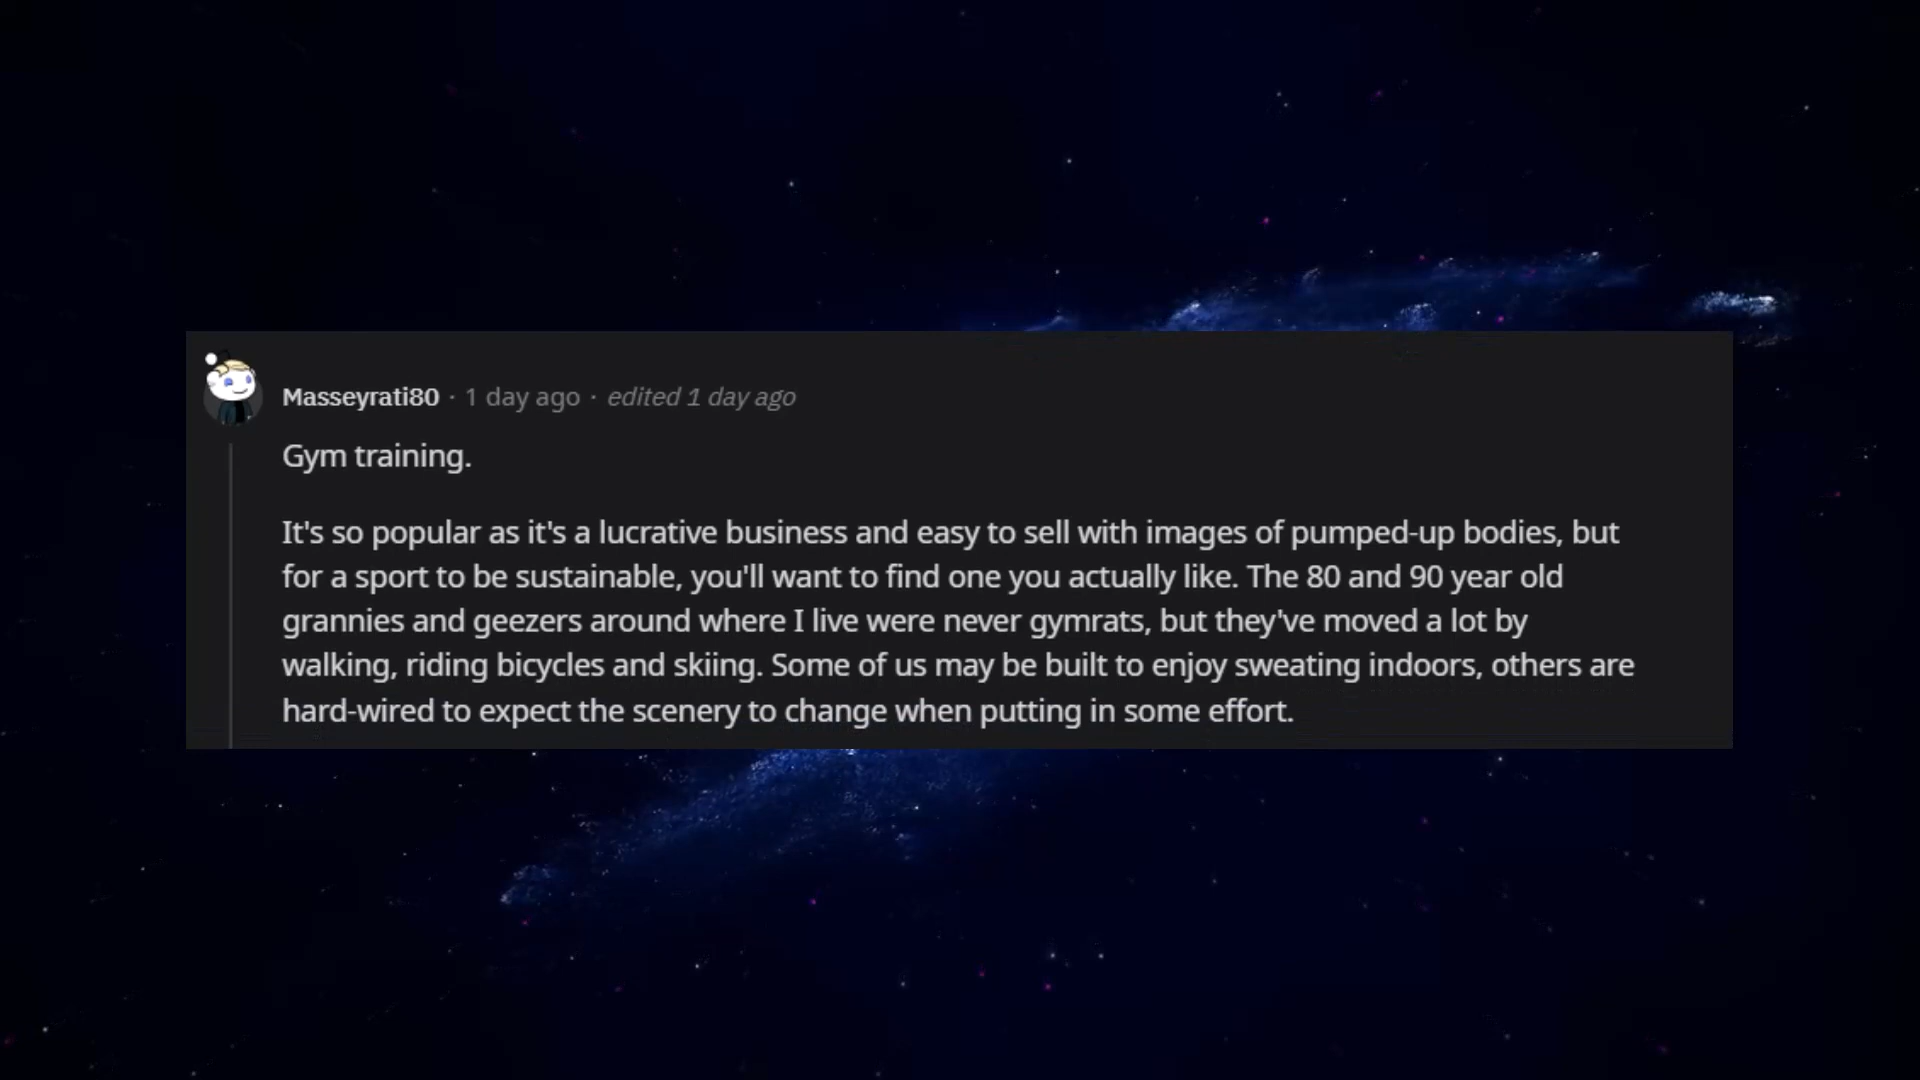 Masseyrati80 · 1 day ago · edited 1 day ago
Gym training.
It's so popular as it's a lucrative business and easy to sell with images of pumped-up bodies, but
for a sport to be sustainable, you'll want to find one you actually like. The 80 and 90 year old
grannies and geezers around where I live were never gymrats, but they've moved a lot by
walking, riding bicycles and skiing. Some of us may be built to enjoy sweating indoors, others are
hard-wired to expect the scenery to change when putting in some effort.